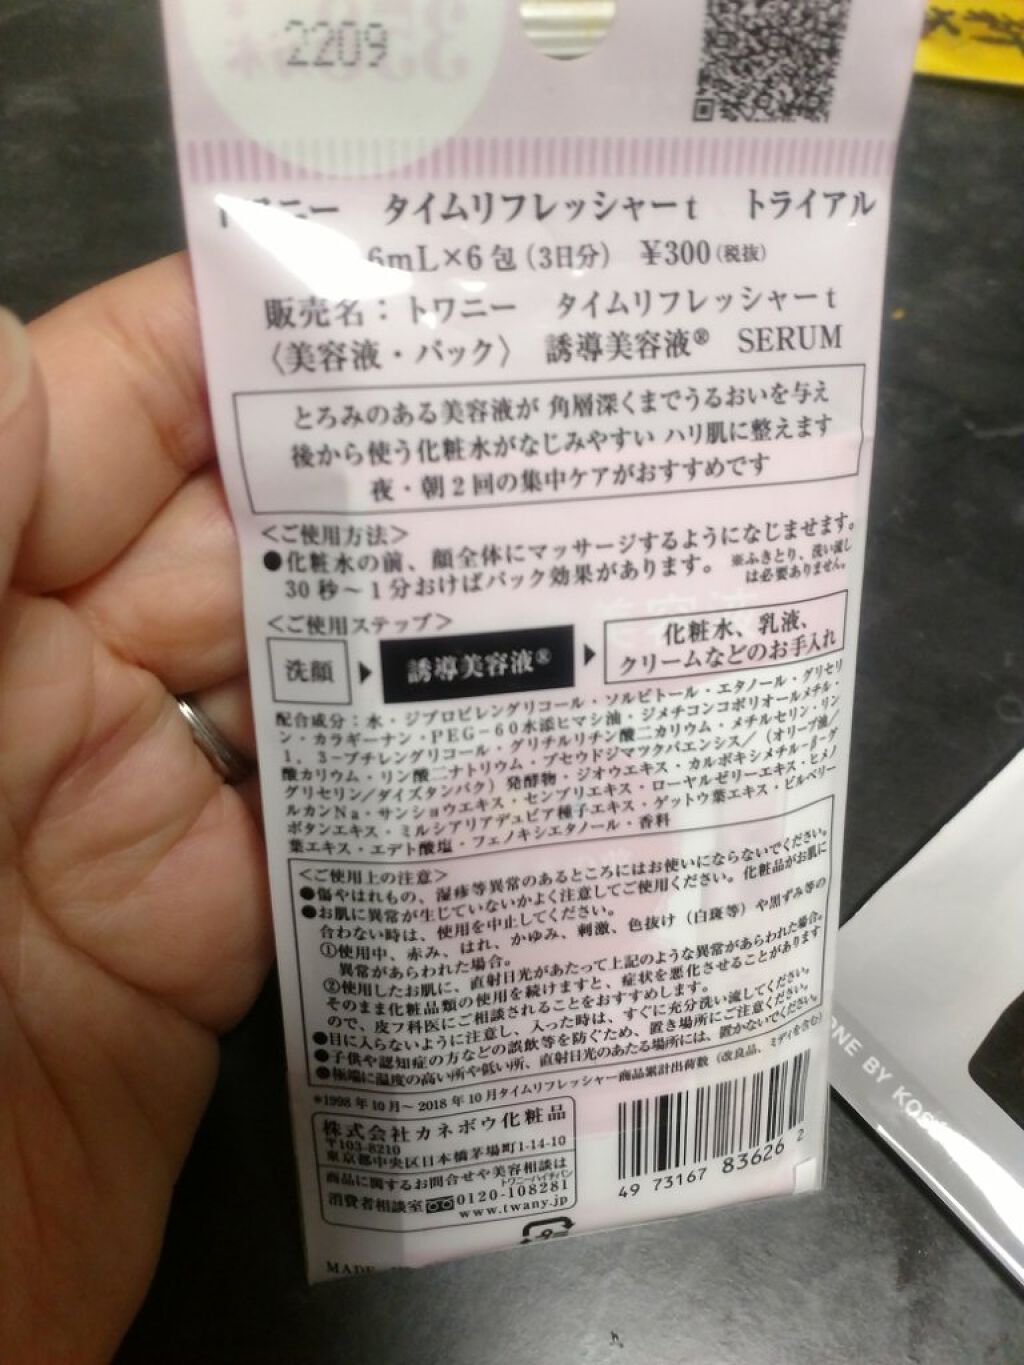 2209
トワニー タイムリフレッシャーt トライアル
6mL×6包(3日分) ¥300(税抜)
販売名:トワニー タイムリフレッシャーt
〈美容液・パック〉 誘導美容液® SERUM
とろみのある美容液が 角層深くまでうるおいを与え
後から使う化粧水がなじみやすい ハリ肌に整えます
夜・朝2回の集中ケアがおすすめです
<ご使用方法>
●化粧水の前、顔全体にマッサージするようになじませます。
30秒~1分おけばパック効果があります。 ※ふきとり、洗い流し
は必要ありません。
<ご使用ステップ>
洗顔
誘導美容液®
化粧水、乳液、
クリームなどのお手入れ
配合成分:水・ジプロピレングリコール・ソルビトール・エタノール・グリセリ
ン・カラギーナン・PEG-60水添ヒマシ油・ジメチコンコポリオールメチル・
1,3-ブチレングリコール・グリチルリチン酸二カリウム・メチルセリン・リン
酸カリウム・リン酸二ナトリウム・プセウドジマツクバエンシス/(オリーブ油/
グリセリン/ダイズタンパク)発酵物・ジオウエキス・カルボキシメチル-β-グ
ルカンNa・サンショウエキス・センブリエキス・ローヤルゼリーエキス・ヒメノ
ボタンエキス・ミルシアリアデュビア種子エキス・ゲットウ葉エキス・ビルベリー
葉エキス・エデト酸塩・フェノキシエタノール・香料
<ご使用上の注意>
●傷やはれもの、湿疹等異常のあるところにはお使いにならないでください。
●お肌に異常が生じていないかよく注意してご使用ください。化粧品がお肌に
合わない時は、使用を中止してください。
①使用中、赤み、はれ、かゆみ、刺激、色抜け(白斑等)や黒ずみ等の
異常があらわれた場合。
②使用したお肌に、直射日光があたって上記のような異常があらわれた場合。
そのまま化粧品類の使用を続けますと、症状を悪化させることがあります
ので、皮フ科医にご相談されることをおすすめします。
●目に入らないように注意し、入った時は、すぐに充分洗い流してください。
●子供や認知症の方などの誤飲等を防ぐため、置き場所にご注意ください。
●極端に温度の高い所や低い所、直射日光のあたる場所には、置かないでください。
*1998年10月~2018年10月タイムリフレッシャー商品累計出荷数(改良品、ミディを含む)
株式会社カネボウ化粧品
〒103-8210
東京都中央区日本橋茅場町1-14-10
商品に関するお問合せや美容相談は
トワニーハイチバン
消費者相談室 0120-108281
www.twany.jp
49 73167 83626 2
MADE
ONE BY KOSÉ